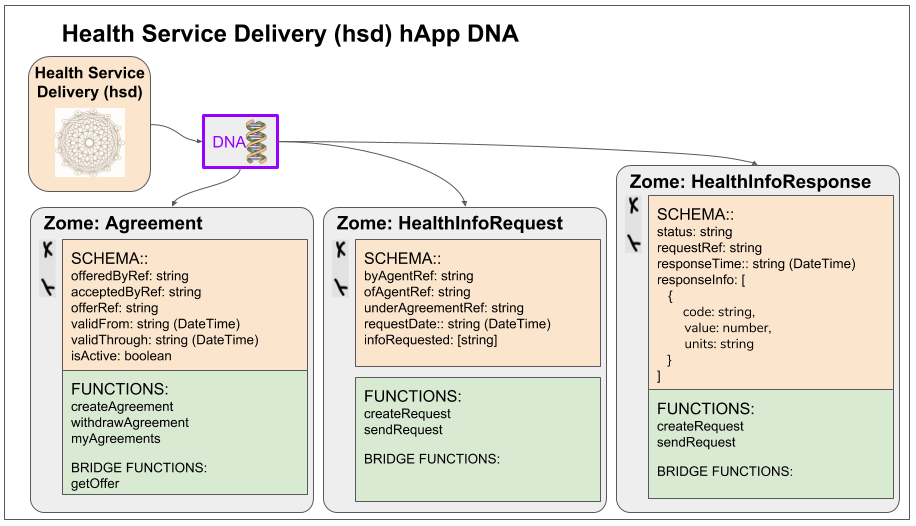 Health Service Delivery (hsd) hApp DNA
Health Service
Delivery (hsd)
DNA
Zome: Agreement
SCHEMA::
offeredByRef: string
acceptedByRef: string
offerRef: string
validFrom: string (DateTime)
validThrough: string (DateTime)
isActive: boolean
FUNCTIONS:
createAgreement
withdrawAgreement
myAgreements
BRIDGE FUNCTIONS:
getOffer
Zome: HealthInfoRequest
SCHEMA::
byAgentRef: string
ofAgentRef: string
underAgreementRef: string
requestDate:: string (DateTime)
infoRequested: [string]
FUNCTIONS:
createRequest
sendRequest
BRIDGE FUNCTIONS:
Zome: HealthInfoResponse
SCHEMA::
status: string
requestRef: string
responseTime:: string (DateTime)
responseInfo: [
{
code: string,
value: number,
units: string
}
]
FUNCTIONS:
createRequest
sendRequest
BRIDGE FUNCTIONS: